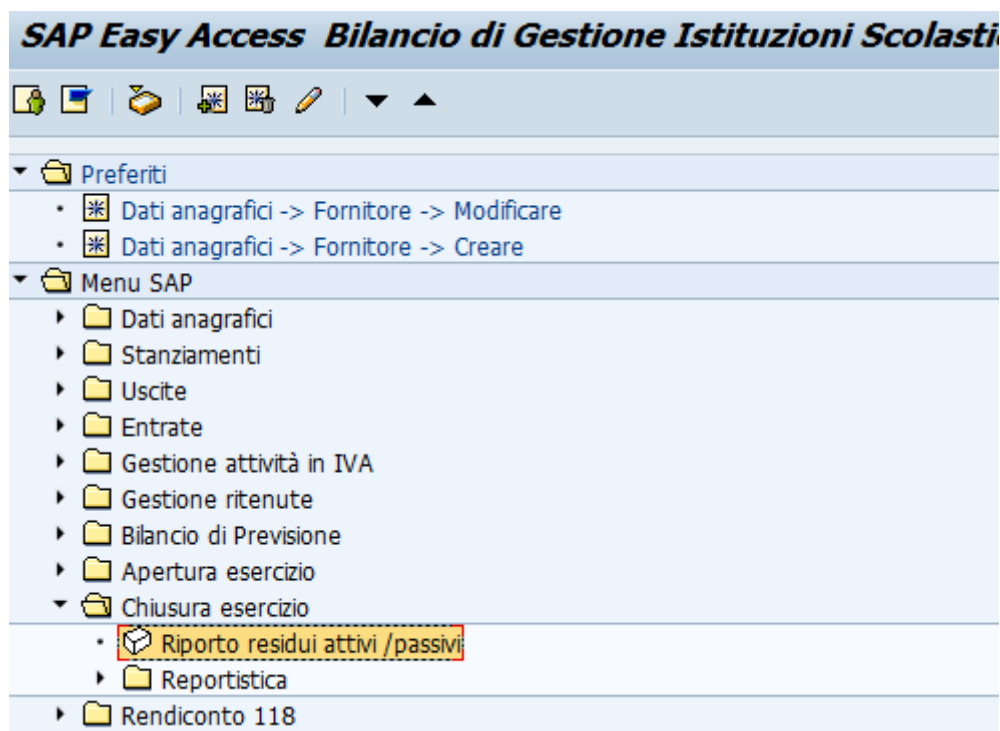 SAP Easy Access Bilancio di Gestione Istituzioni
Preferiti
Dati anagrafici -> Fornitore -> Modificare
Dati anagrafici -> Fornitore -> Creare
Menu SAP
Dati anagrafici
Stanziamenti
Uscite
Entrate
Gestione attività in IVA
Gestione ritenute
Bilancio di Previsione
Apertura esercizio
Chiusura esercizio
Riporto residui attivi /passivi
Reportistica
Rendiconto 118